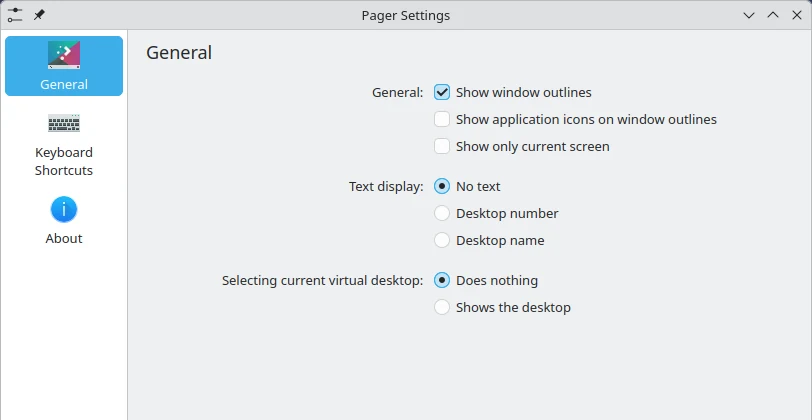 Pager Settings
General
Keyboard
Shortcuts
About
General
General: Show window outlines
Show application icons on window outlines
Show only current screen
Text display: No text
Desktop number
Desktop name
Selecting current virtual desktop: Does nothing
Shows the desktop